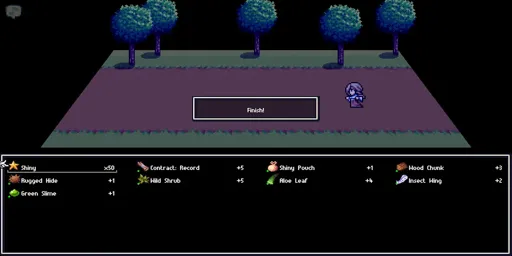 Finish!
Shiny x50
Contract: Record +5
Shiny Pouch +1
Wood Chunk +3
Rugged Hide +1
Wild Shrub +5
Aloe Leaf +4
Insect Wing +2
Green Slime +1